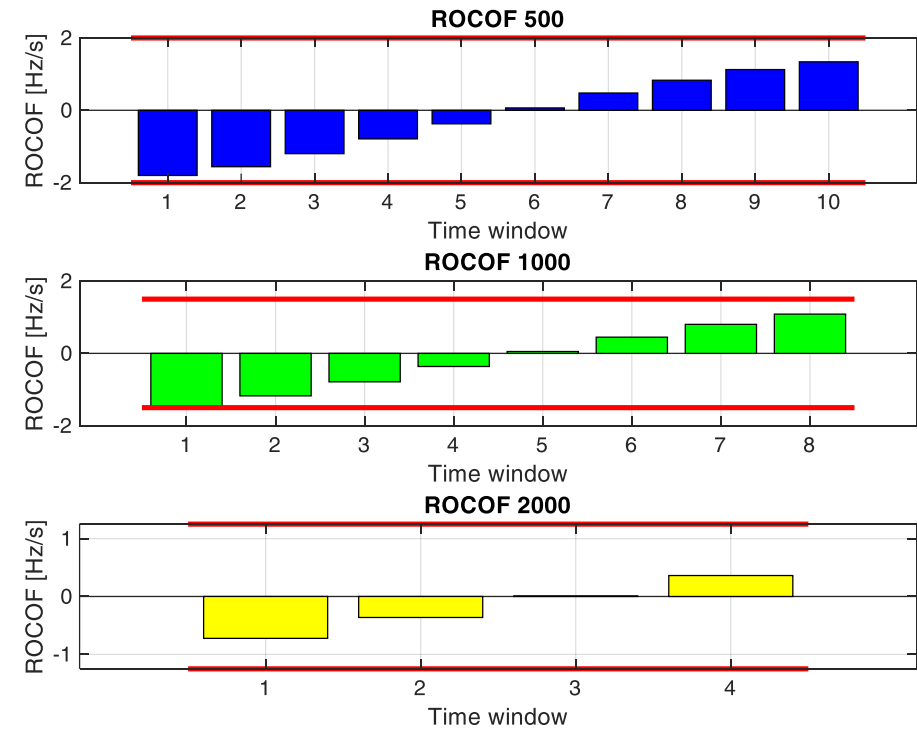 ROCOF 500
ROCOF [Hz/s]
2
0
-2
1 2 3 4 5 6 7 8 9 10
Time window
ROCOF 1000
ROCOF [Hz/s]
2
0
-2
1 2 3 4 5 6 7 8
Time window
ROCOF 2000
ROCOF [Hz/s]
1
0
-1
1 2 3 4
Time window